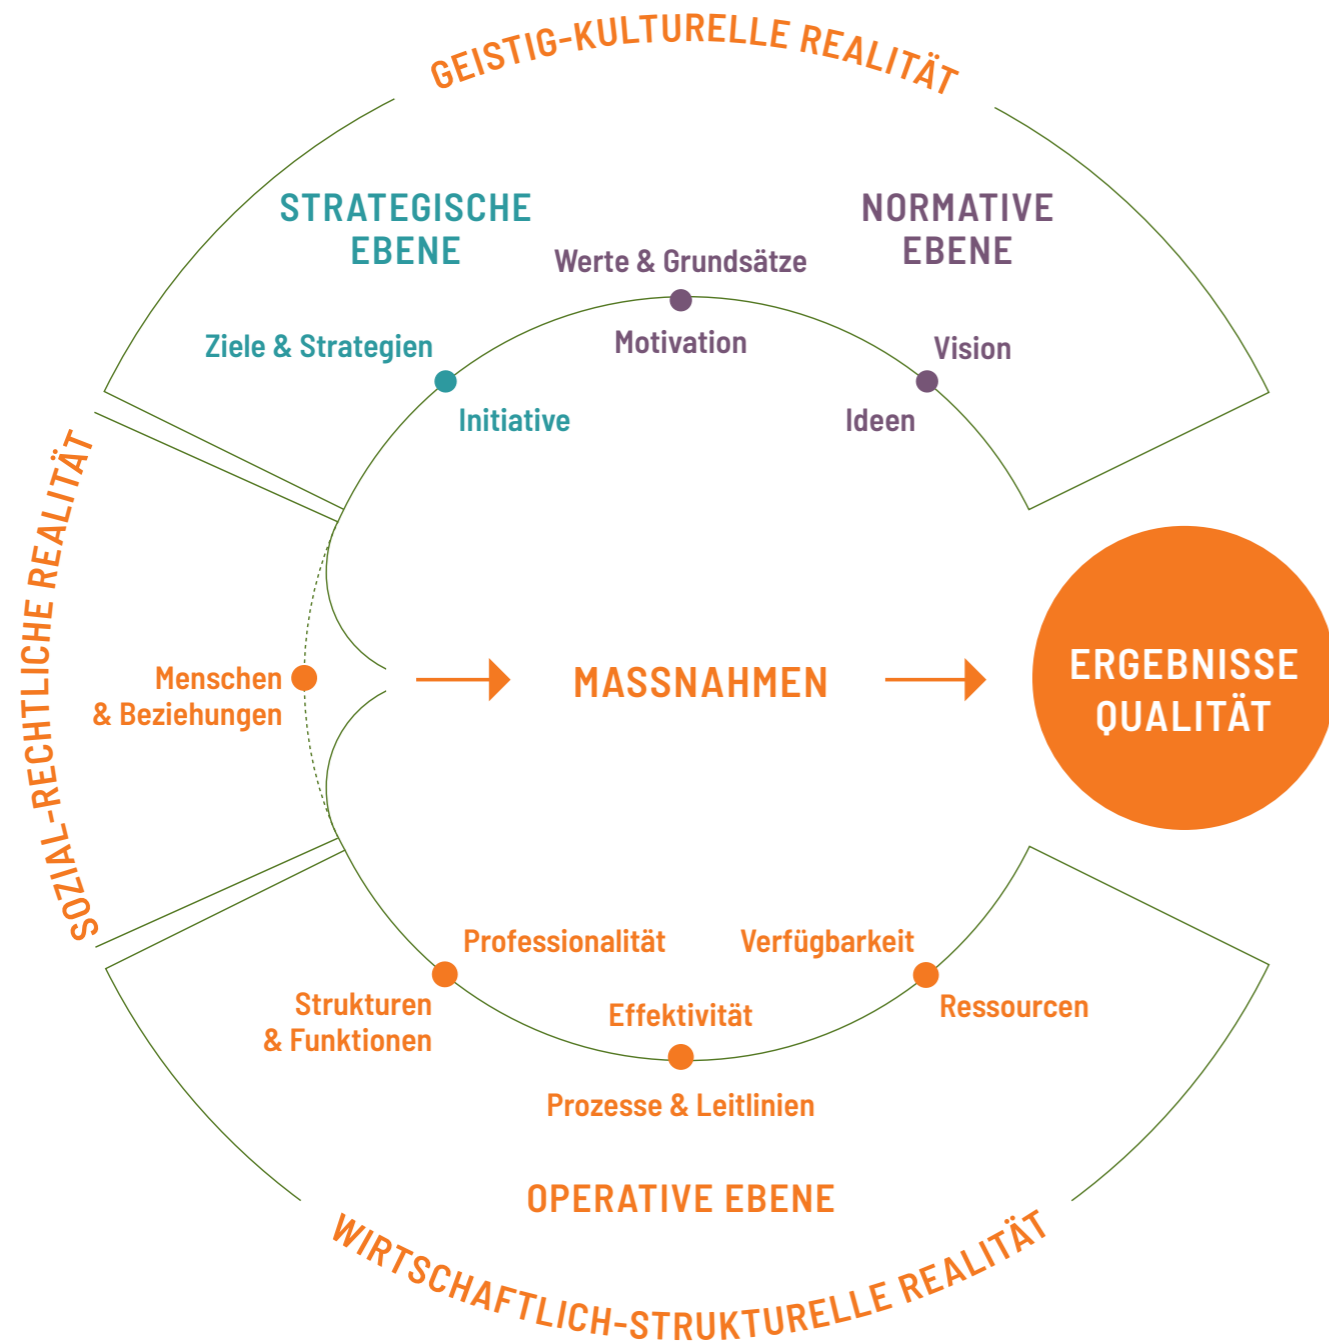 GEISTIG-KULTURELLE REALITÄT
STRATEGISCHE
EBENE
NORMATIVE
EBENE
Werte & Grundsätze
Motivation
Ziele & Strategien
Initiative
Vision
Ideen
SOZIAL-RECHTLICHE REALITÄT
Menschen
& Beziehungen
MASSNAHMEN
ERGEBNISSE
QUALITÄT
Professionalität
Strukturen
& Funktionen
Effektivität
Prozesse & Leitlinien
Verfügbarkeit
Ressourcen
OPERATIVE EBENE
WIRTSCHAFTLICH-STRUKTURELLE REALITÄT